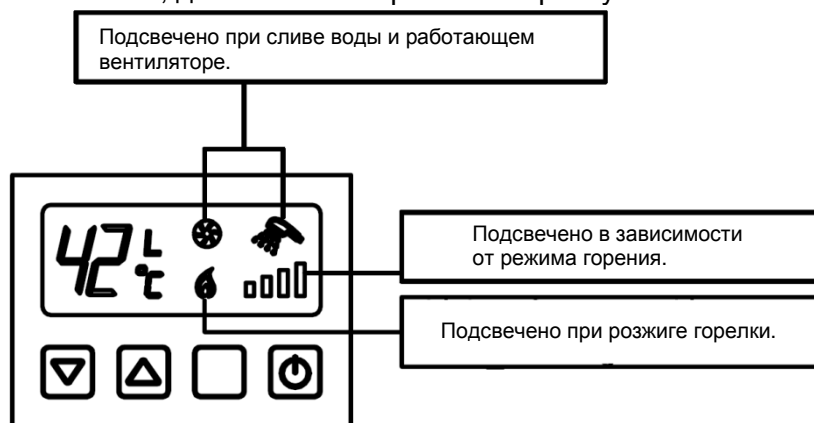 Подсвечено при сливе воды и работающем
вентиляторе.
42 L
°C
Подсвечено в зависимости
от режима горения.
Подсвечено при розжиге горелки.